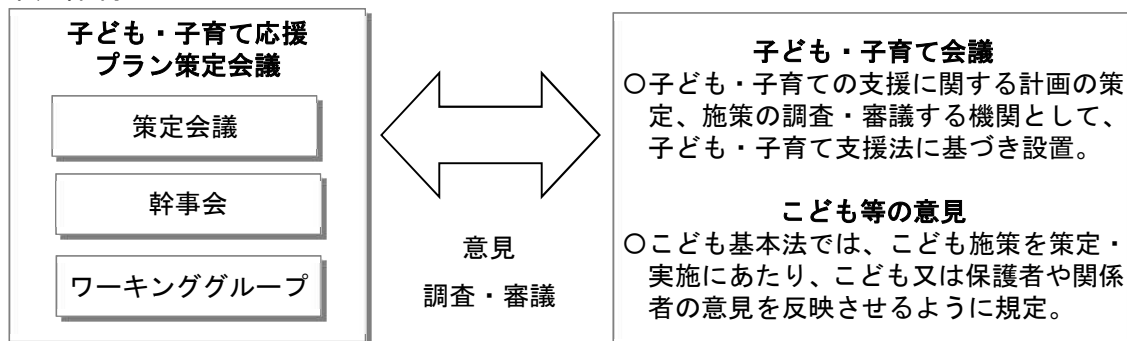 子ども・子育て応援
プラン策定会議
策定会議
幹事会
ワーキンググループ
意見
調査・審議
子ども・子育て会議
○子ども・子育ての支援に関する計画の策
定、施策の調査・審議する機関として、
子ども・子育て支援法に基づき設置。
こども等の意見
○こども基本法では、こども施策を策定・
実施にあたり、こども又は保護者や関係
者の意見を反映させるように規定。